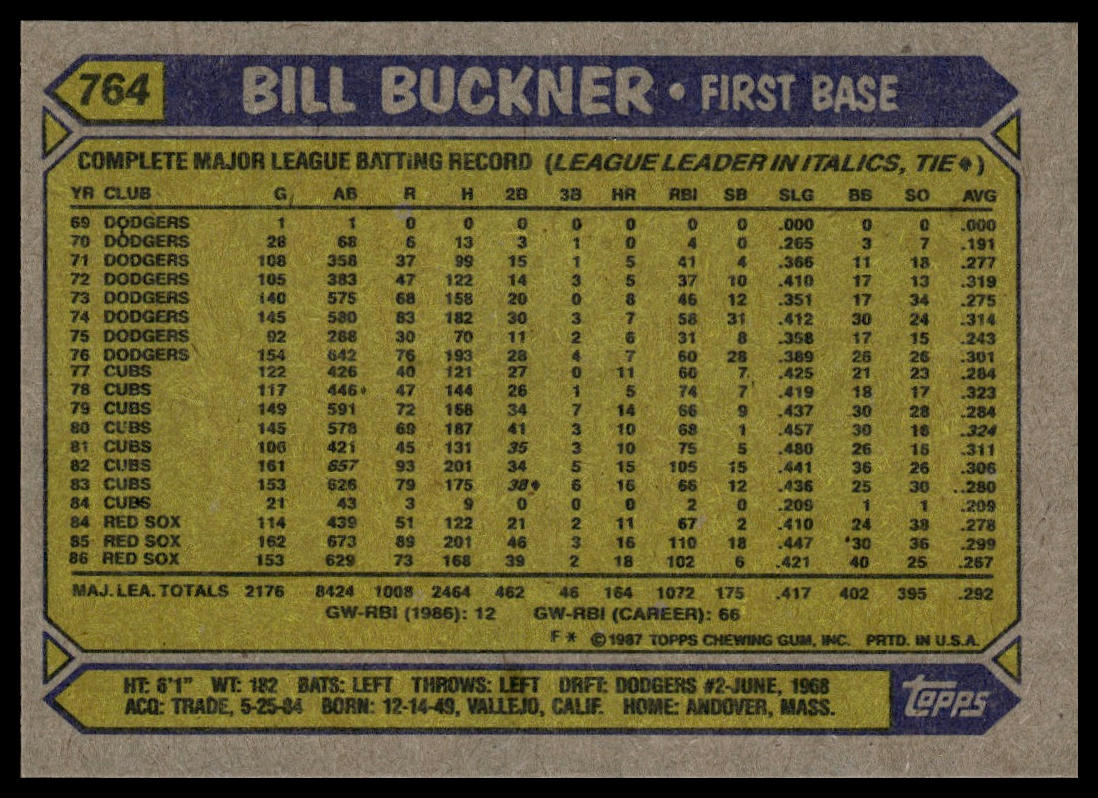 764 BILL BUCKNER • FIRST BASE
COMPLETE MAJOR LEAGUE BATTING RECORD (LEAGUE LEADER IN ITALICS, TIE♦)
YR CLUB G AB R H 2B 3B HR RBI SB SLG BB SO AVG
69 DODGERS 1 1 0 0 0 0 0 0 0 .000 0 0 .000
70 DODGERS 28 68 6 13 3 1 0 4 0 .265 3 7 .191
71 DODGERS 108 358 37 99 15 1 5 41 4 .366 11 18 .277
72 DODGERS 105 383 47 122 14 3 5 37 10 .410 17 13 .319
73 DODGERS 140 575 68 158 20 0 8 46 12 .351 17 34 .275
74 DODGERS 145 580 83 182 30 3 7 58 31 .412 30 24 .314
75 DODGERS 92 288 30 70 11 2 6 31 8 .358 17 15 .243
76 DODGERS 154 642 76 193 28 4 7 60 28 .389 26 26 .301
77 CUBS 122 426 40 121 27 0 11 60 7 .425 21 23 .284
78 CUBS 117 446♦ 47 144 26 1 5 74 7 .419 18 17 .323
79 CUBS 149 591 72 168 34 7 14 66 9 .437 30 28 .284
80 CUBS 145 578 69 187 41 3 10 68 1 .457 30 18 .324
81 CUBS 106 421 45 131 35 3 10 75 5 .480 26 16 .311
82 CUBS 161 657 93 201 34 5 15 105 15 .441 36 26 .306
83 CUBS 153 626 79 175 38♦ 6 16 66 12 .436 25 30 .280
84 CUBS 21 43 3 9 0 0 0 2 0 .209 1 1 .209
84 RED SOX 114 439 51 122 21 2 11 67 2 .410 24 38 .278
85 RED SOX 162 673 89 201 46 3 16 110 18 .447 30 36 .299
86 RED SOX 153 629 73 168 39 2 18 102 6 .421 40 25 .267
MAJ. LEA. TOTALS 2176 8424 1008 2464 462 46 164 1072 175 .417 402 395 .292
GW-RBI (1986): 12 GW-RBI (CAREER): 66
F * © 1987 TOPPS CHEWING GUM, INC. PRTD. IN U.S.A.
HT: 6'1" WT: 182 BATS: LEFT THROWS: LEFT DRFT: DODGERS #2-JUNE, 1968
ACQ: TRADE, 5-25-84 BORN: 12-14-49, VALLEJO, CALIF. HOME: ANDOVER, MASS.
Topps